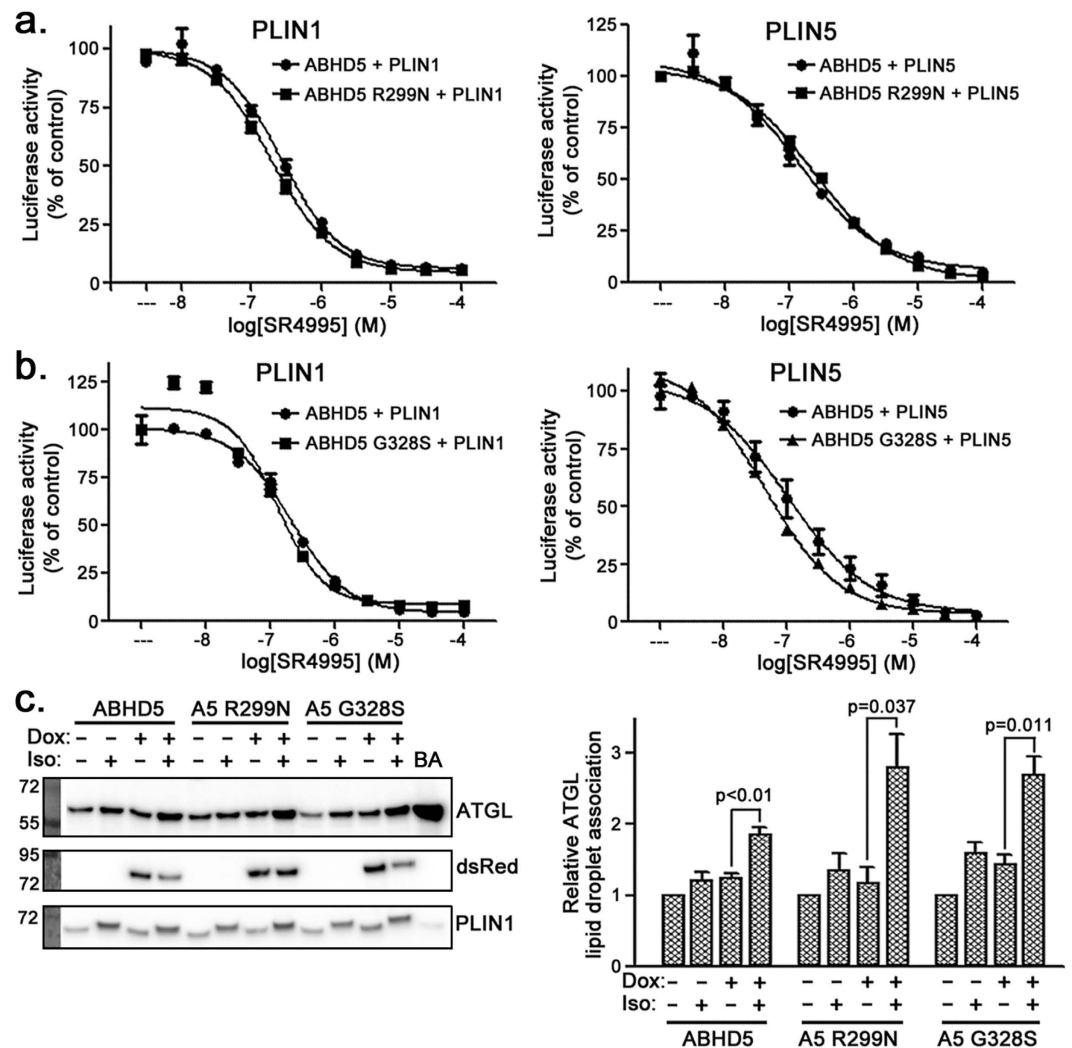 a.
PLIN1
ABHD5 + PLIN1
ABHD5 R299N + PLIN1
Luciferase activity
(% of control)
100
75
50
25
0
--- -8 -7 -6 -5 -4
log[SR4995] (M)
PLIN5
ABHD5 + PLIN5
ABHD5 R299N + PLIN5
Luciferase activity
(% of control)
125
100
75
50
25
0
--- -8 -7 -6 -5 -4
log[SR4995] (M)
b.
PLIN1
ABHD5 + PLIN1
ABHD5 G328S + PLIN1
Luciferase activity
(% of control)
125
100
75
50
25
0
--- -8 -7 -6 -5 -4
log[SR4995] (M)
PLIN5
ABHD5 + PLIN5
ABHD5 G328S + PLIN5
Luciferase activity
(% of control)
100
75
50
25
0
--- -8 -7 -6 -5 -4
log[SR4995] (M)
c.
ABHD5 A5 R299N A5 G328S
Dox: - - + + - - + + - - + +
Iso: - + - + - + - + - + - + BA
72
55
ATGL
95
72
dsRed
72
PLIN1
Relative ATGL
lipid droplet association
3
2
1
0
p<0.01
p=0.037
p=0.011
Dox: - - + + - - + + - - + +
Iso: - + - + - + - + - + - +
ABHD5 A5 R299N A5 G328S